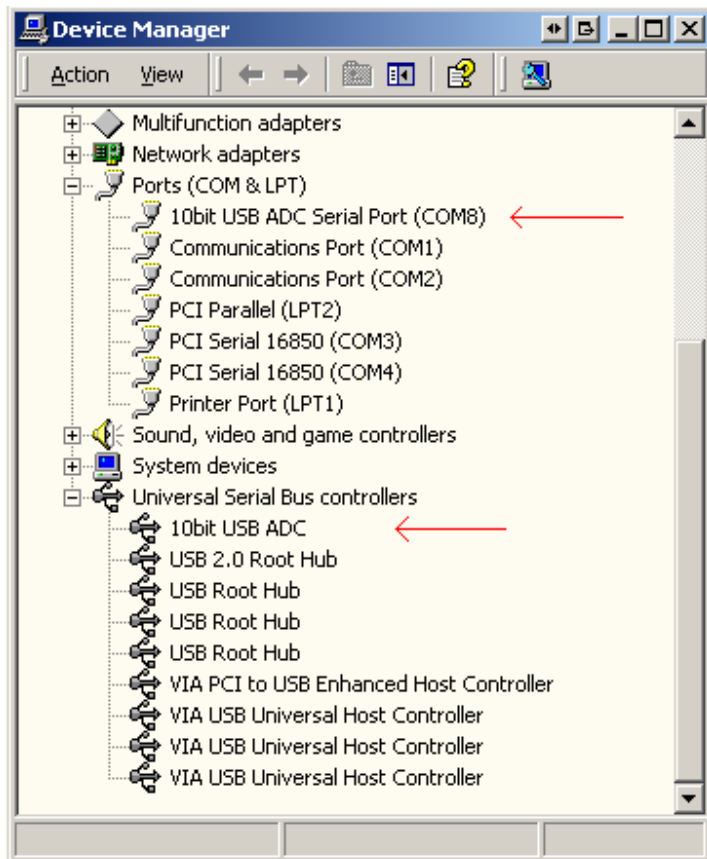 Device Manager
Action View
Multifunction adapters
Network adapters
Ports (COM & LPT)
10bit USB ADC Serial Port (COM8)
Communications Port (COM1)
Communications Port (COM2)
PCI Parallel (LPT2)
PCI Serial 16850 (COM3)
PCI Serial 16850 (COM4)
Printer Port (LPT1)
Sound, video and game controllers
System devices
Universal Serial Bus controllers
10bit USB ADC
USB 2.0 Root Hub
USB Root Hub
USB Root Hub
USB Root Hub
VIA PCI to USB Enhanced Host Controller
VIA USB Universal Host Controller
VIA USB Universal Host Controller
VIA USB Universal Host Controller